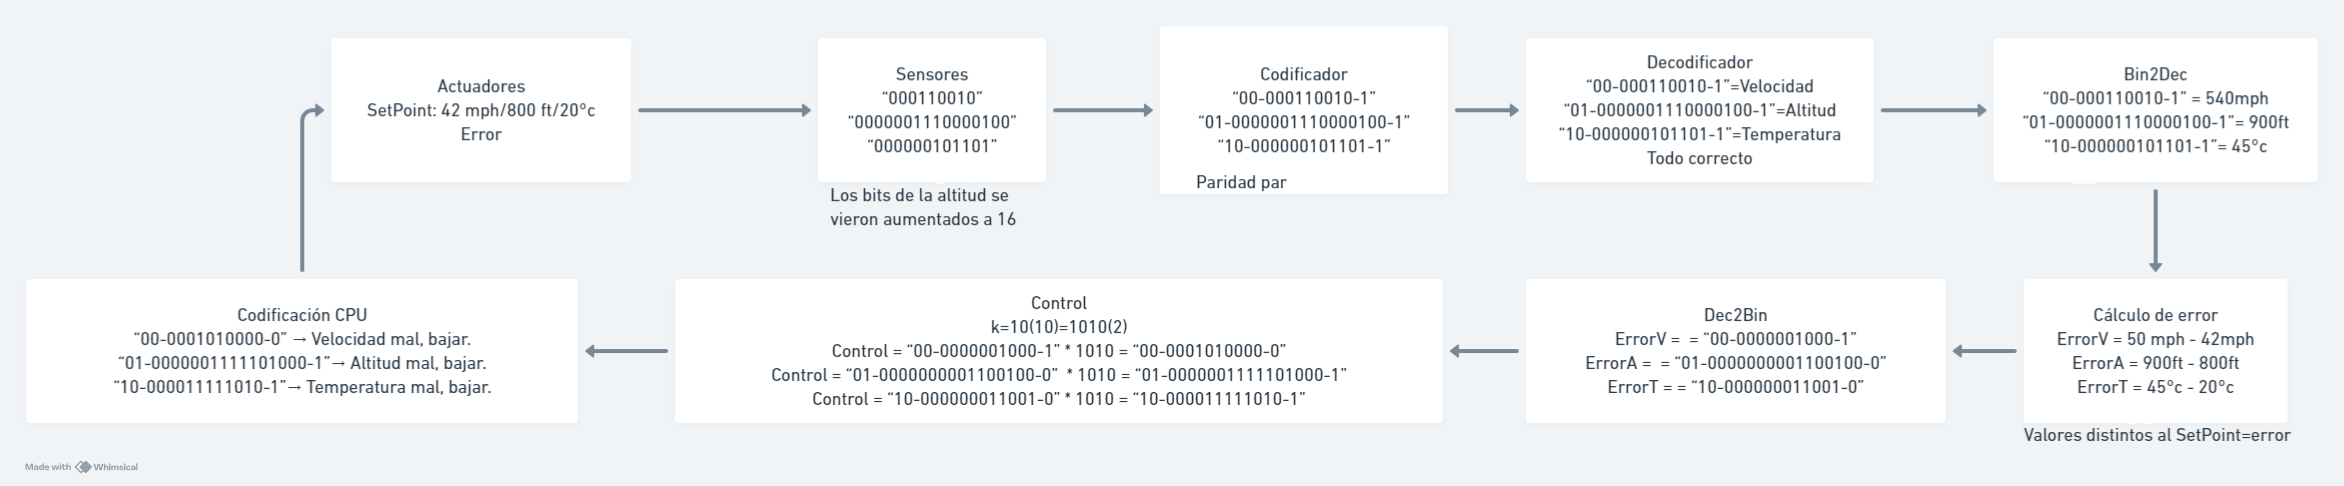 Actuadores
SetPoint: 42 mph/800 ft/20°c
Error
Sensores
“000110010”
“0000001110000100”
“000000101101”
Los bits de la altitud se
vieron aumentados a 16
Codificador
“00-000110010-1”
“01-0000001110000100-1”
“10-000000101101-1”
Paridad par
Decodificador
“00-000110010-1”=Velocidad
“01-0000001110000100-1”=Altitud
“10-000000101101-1”=Temperatura
Todo correcto
Bin2Dec
“00-000110010-1” = 540mph
“01-0000001110000100-1”= 900ft
“10-000000101101-1”= 45°c
Cálculo de error
ErrorV = 50 mph - 42mph
ErrorA = 900ft - 800ft
ErrorT = 45°c - 20°c
Valores distintos al SetPoint=error
Dec2Bin
ErrorV = = “00-0000001000-1”
ErrorA = = “01-0000000001100100-0”
ErrorT = = “10-000000011001-0”
Control
k=10(10)=1010(2)
Control = “00-0000001000-1” * 1010 = “00-0001010000-0”
Control = “01-0000000001100100-0” * 1010 = “01-0000001111101000-1”
Control = “10-000000011001-0” * 1010 = “10-000011111010-1”
Codificación CPU
“00-0001010000-0” → Velocidad mal, bajar.
“01-0000001111101000-1”→ Altitud mal, bajar.
“10-000011111010-1”→ Temperatura mal, bajar.
Made with Whimsical